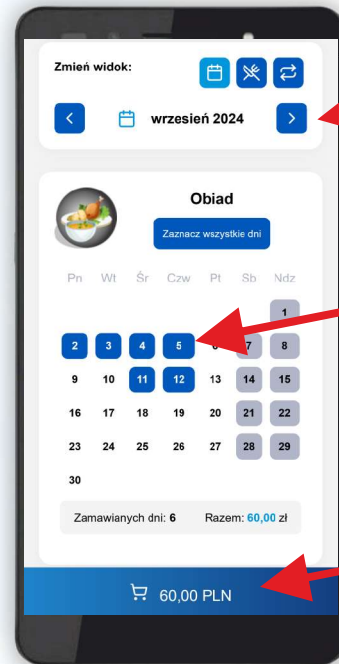 Zmień widok:
wrzesień 2024
Obiad
Zaznacz wszystkie dni
Pn Wt Śr Czw Pt Sb Ndz
1
2 3 4 5 6 7 8
9 10 11 12 13 14 15
16 17 18 19 20 21 22
23 24 25 26 27 28 29
30
Zamawianych dni: 6 Razem: 60,00 zł
60,00 PLN